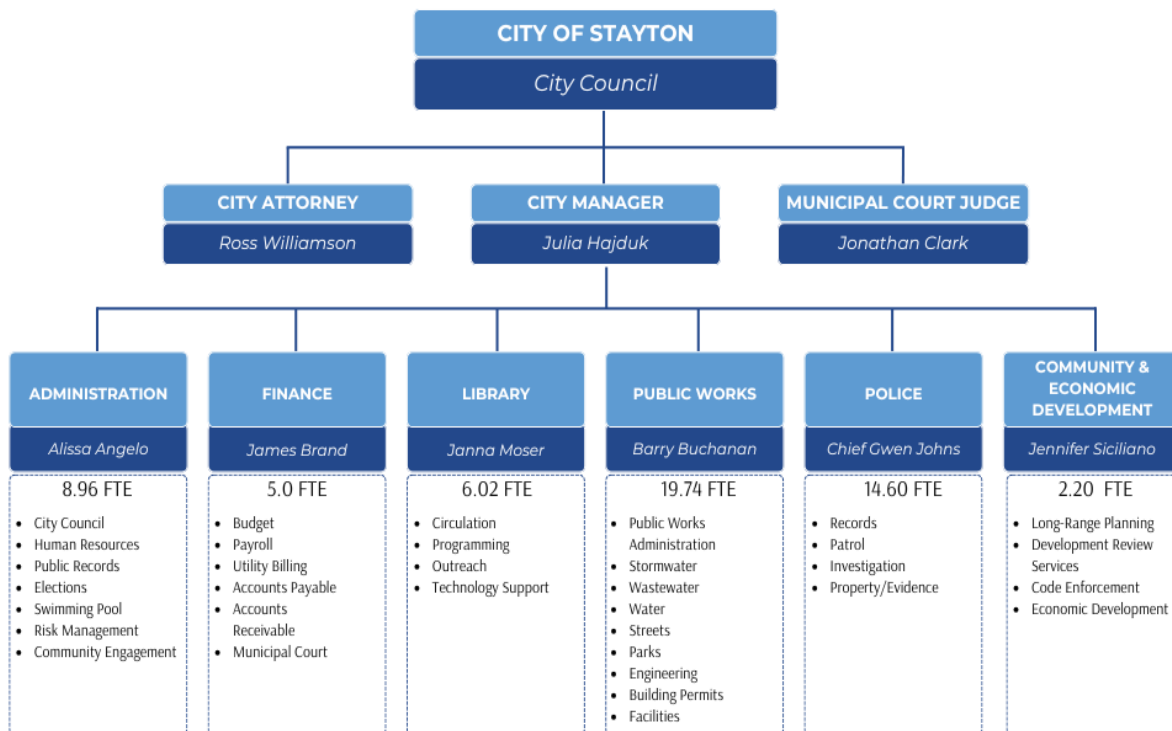 CITY OF STAYTON
City Council
CITY ATTORNEY
Ross Williamson
CITY MANAGER
Julia Hajduk
MUNICIPAL COURT JUDGE
Jonathan Clark
ADMINISTRATION
Alissa Angelo
8.96 FTE
• City Council
• Human Resources
• Public Records
• Elections
• Swimming Pool
• Risk Management
• Community Engagement
FINANCE
James Brand
5.0 FTE
• Budget
• Payroll
• Utility Billing
• Accounts Payable
• Accounts
Receivable
• Municipal Court
LIBRARY
Janna Moser
6.02 FTE
• Circulation
• Programming
• Outreach
• Technology Support
PUBLIC WORKS
Barry Buchanan
19.74 FTE
• Public Works
Administration
• Stormwater
• Wastewater
• Water
• Streets
• Parks
• Engineering
• Building Permits
• Facilities
POLICE
Chief Gwen Johns
14.60 FTE
• Records
• Patrol
• Investigation
• Property/Evidence
COMMUNITY &
ECONOMIC
DEVELOPMENT
Jennifer Siciliano
2.20 FTE
• Long-Range Planning
• Development Review
Services
• Code Enforcement
• Economic Development